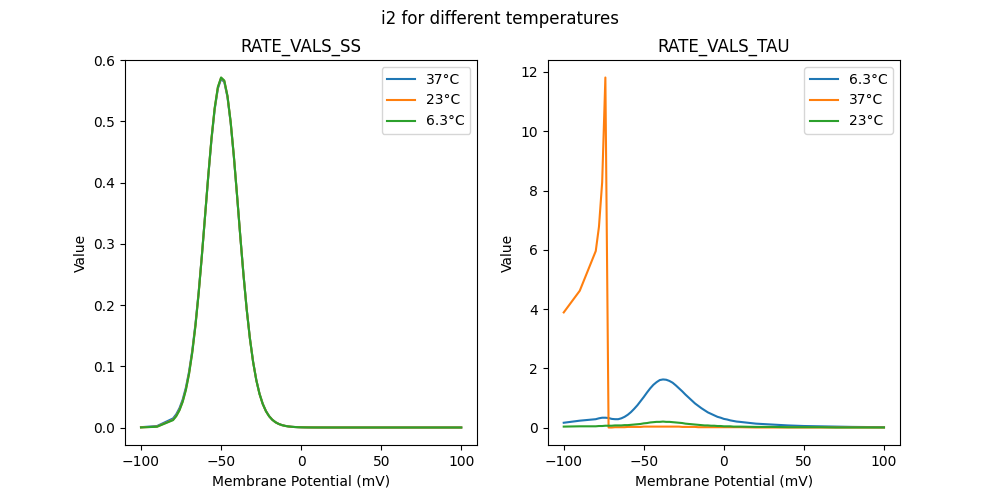 i2 for different temperatures
RATE_VALS_SS
0.6
0.5
0.4
0.3
0.2
0.1
0.0
Value
37°C
23°C
6.3°C
−100
−50
0
50
100
Membrane Potential (mV)
RATE_VALS_TAU
12
10
8
6
4
2
0
Value
6.3°C
37°C
23°C
−100
−50
0
50
100
Membrane Potential (mV)